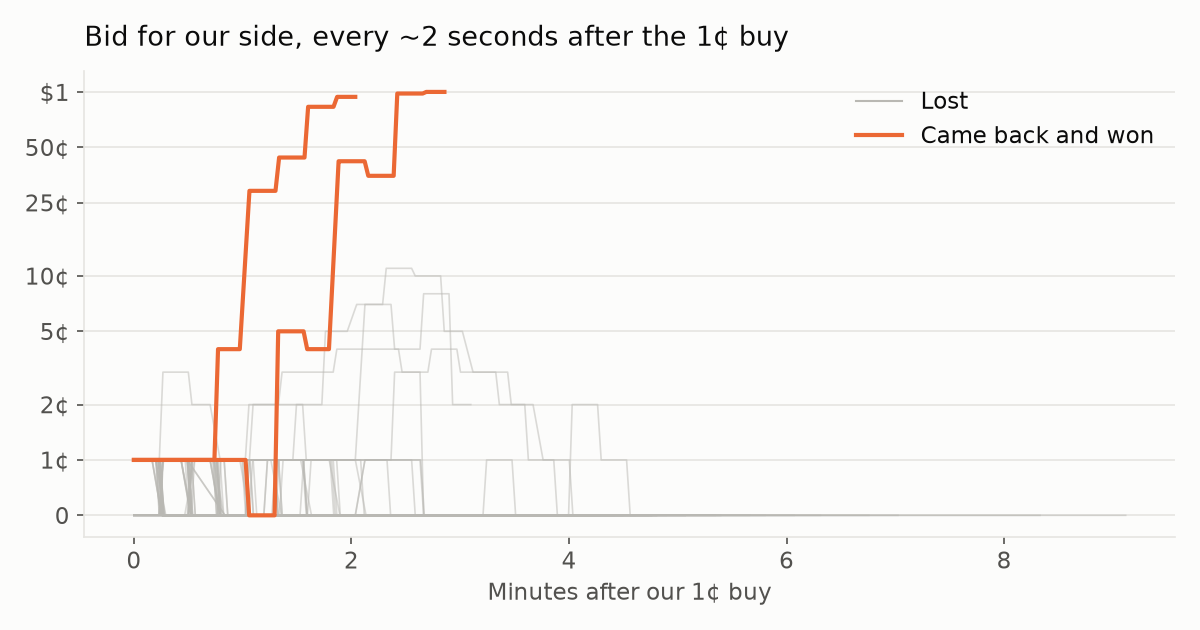 Bid for our side, every ~2 seconds after the 1¢ buy
$1
50¢
25¢
10¢
5¢
2¢
1¢
0
Lost
Came back and won
0 2 4 6 8
Minutes after our 1¢ buy